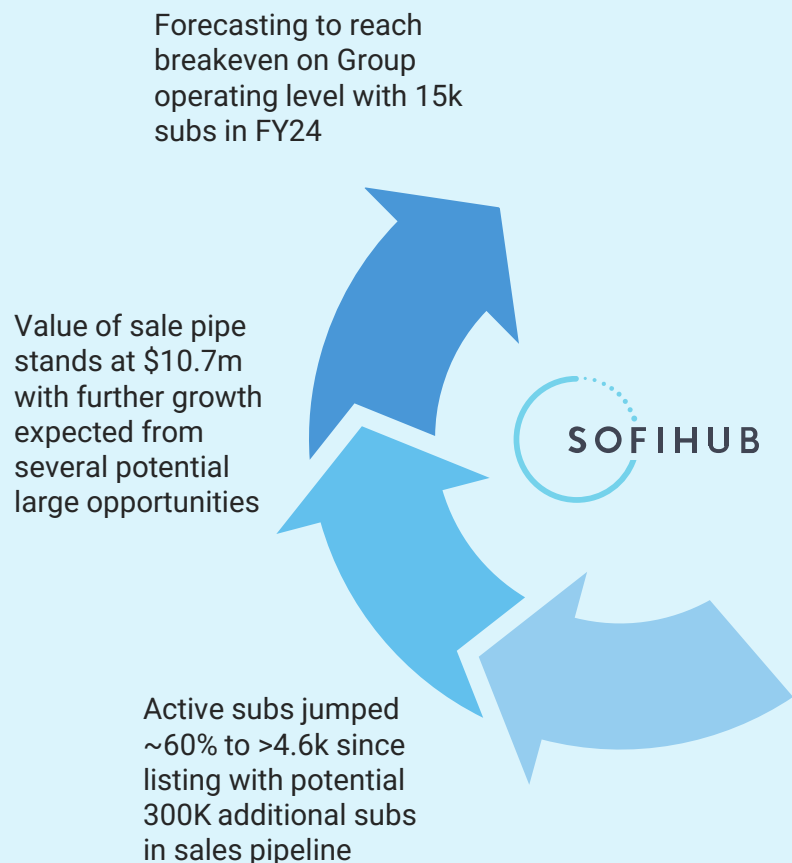 Forecasting to reach
breakeven on Group
operating level with 15k
subs in FY24
Value of sale pipe
stands at $10.7m
with further growth
expected from
several potential
large opportunities
SOFIHUB
Active subs jumped
~60% to >4.6k since
listing with potential
300K additional subs
in sales pipeline